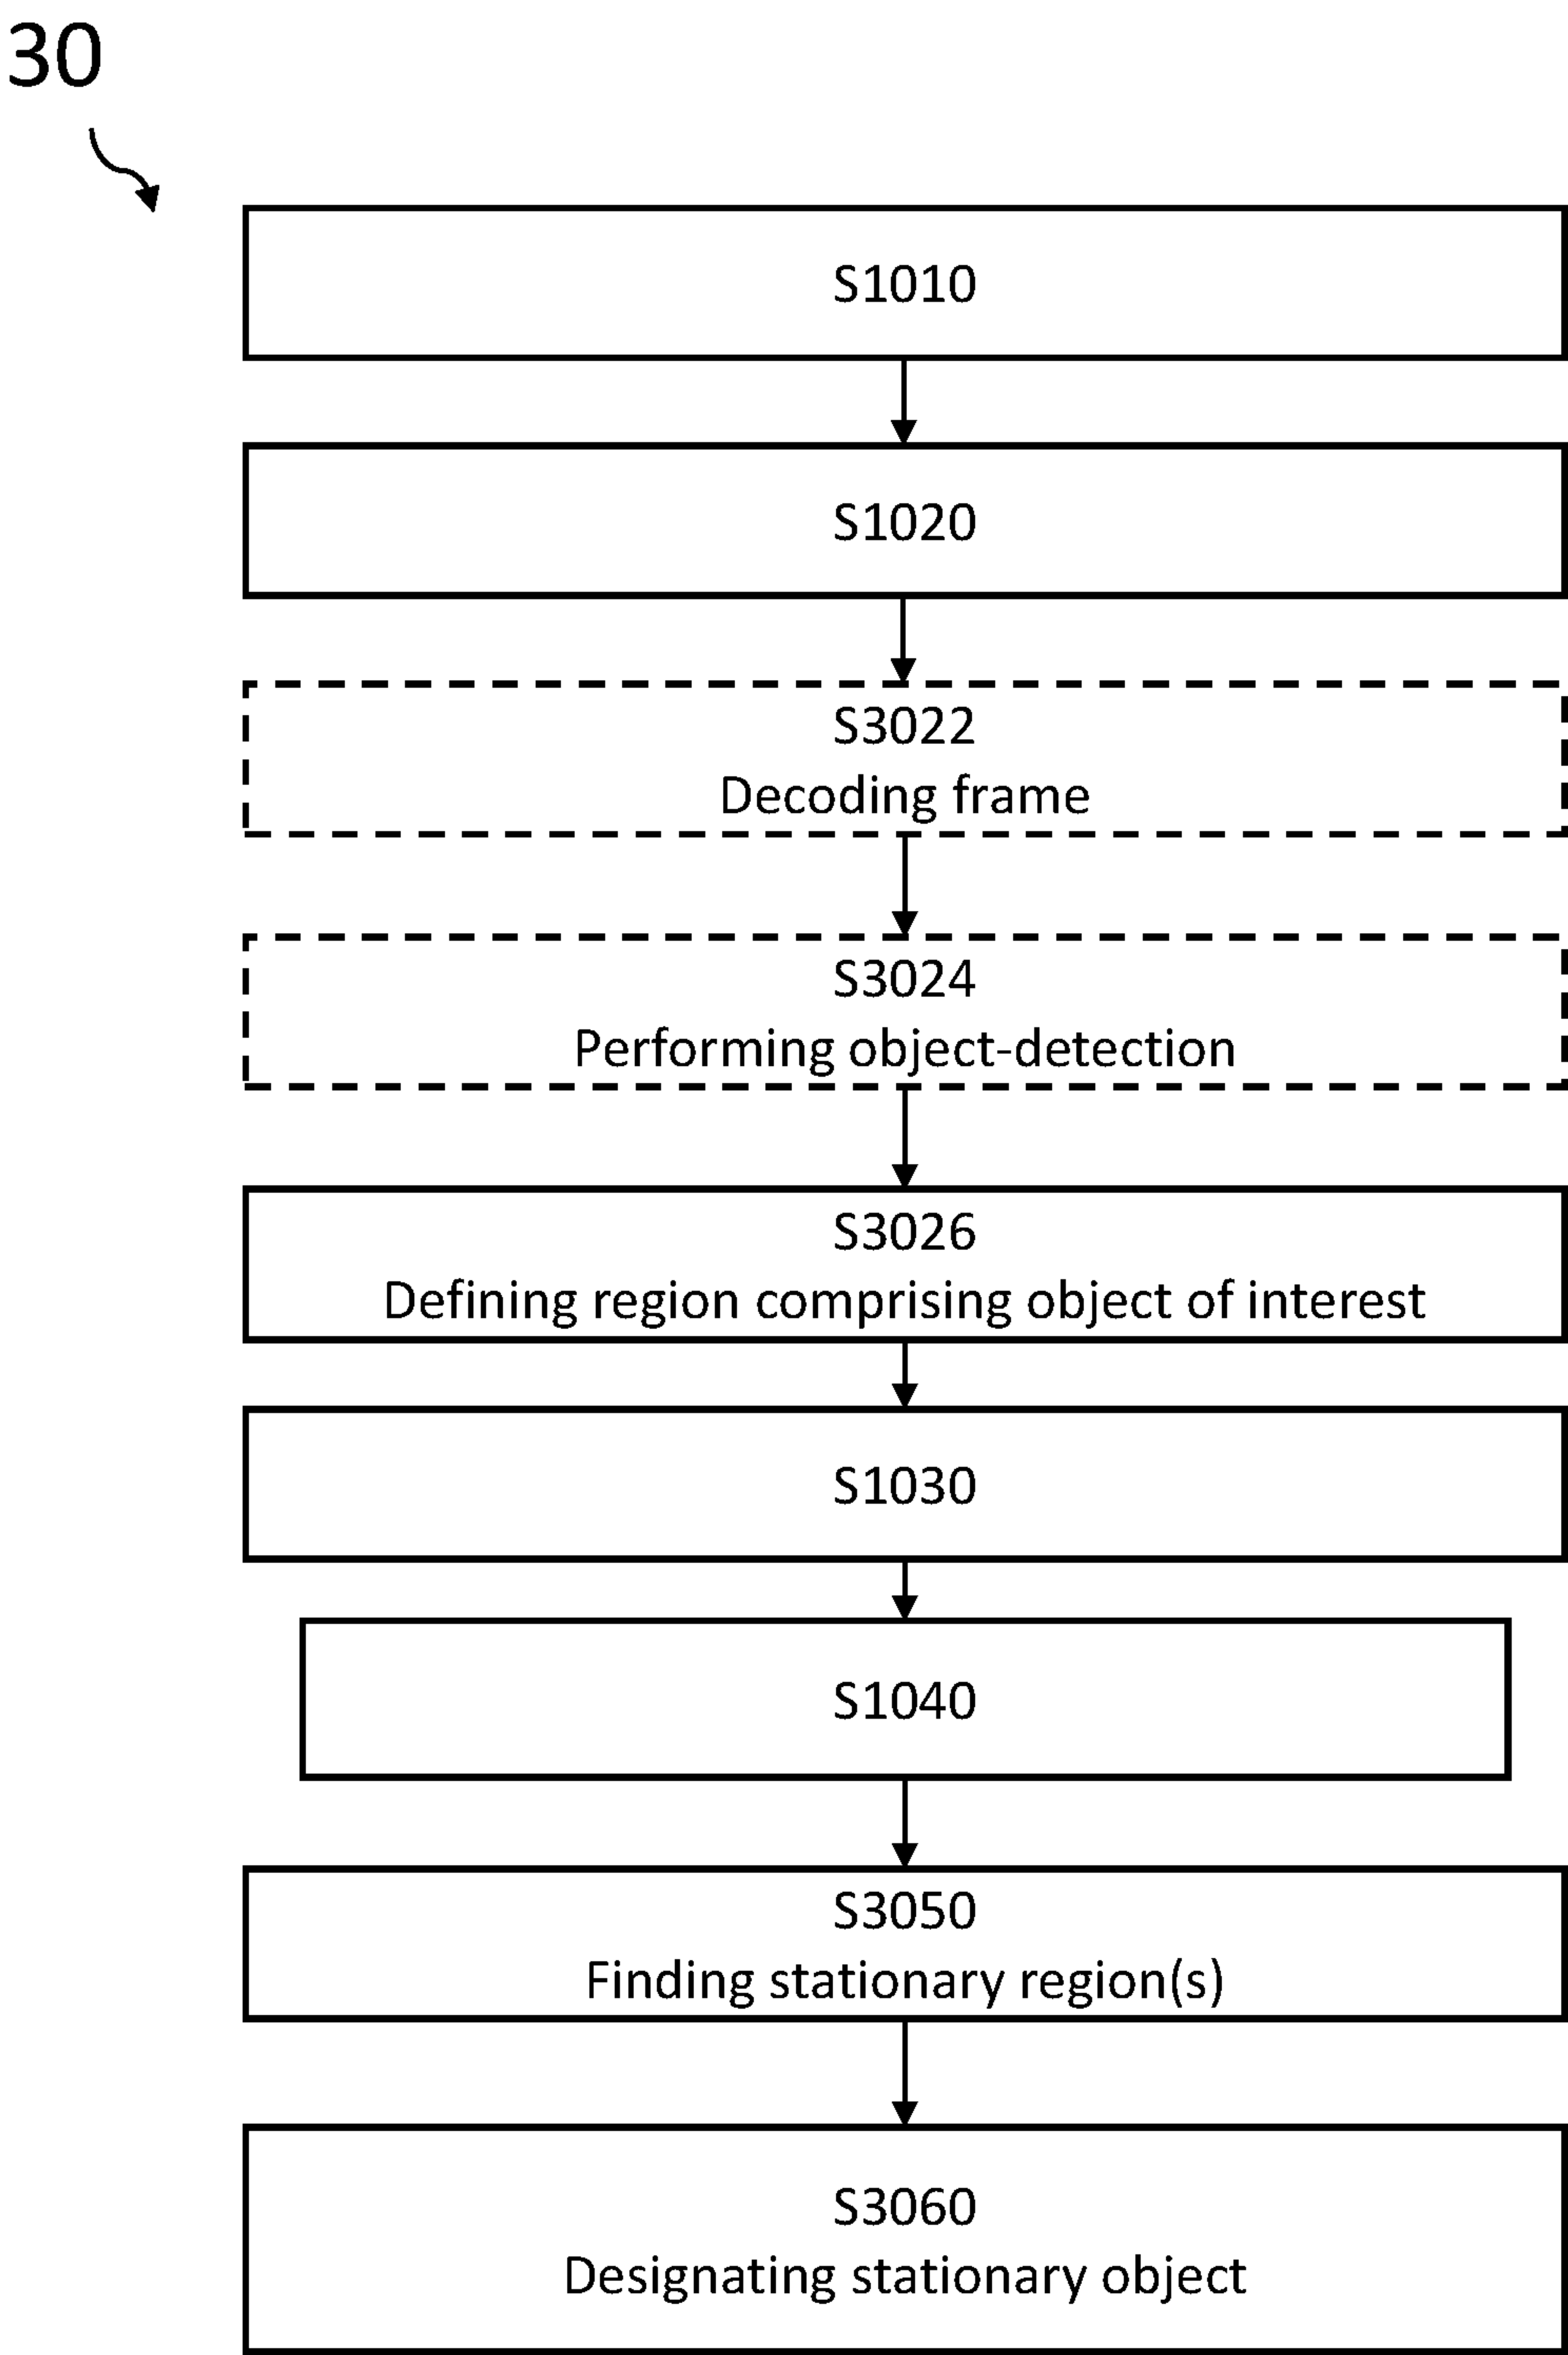 30
S1010
S1020
S3022
Decoding frame
S3024
Performing object-detection
S3026
Defining region comprising object of interest
S1030
S1040
S3050
Finding stationary region(s)
S3060
Designating stationary object